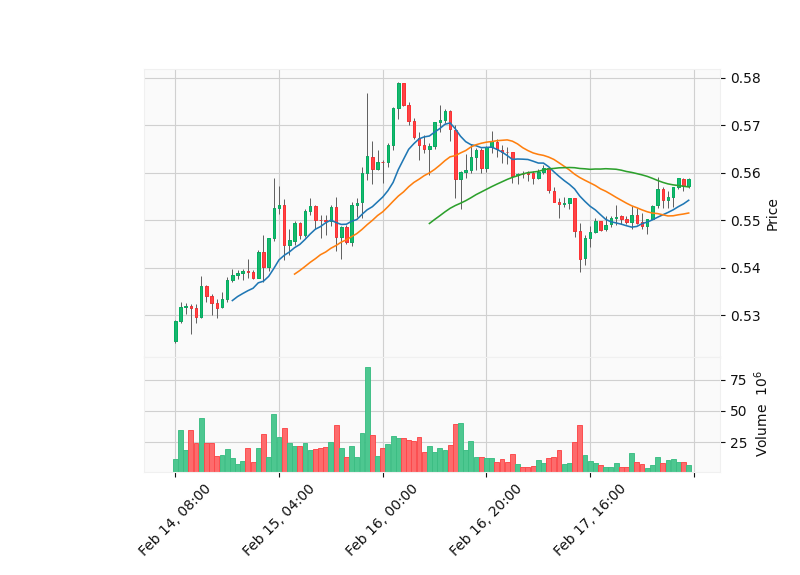 0.58
0.57
0.56
0.55
0.54
0.53
Price
75
50
25
Volume 10^6
Feb 14, 08:00
Feb 15, 04:00
Feb 16, 00:00
Feb 16, 20:00
Feb 17, 16:00